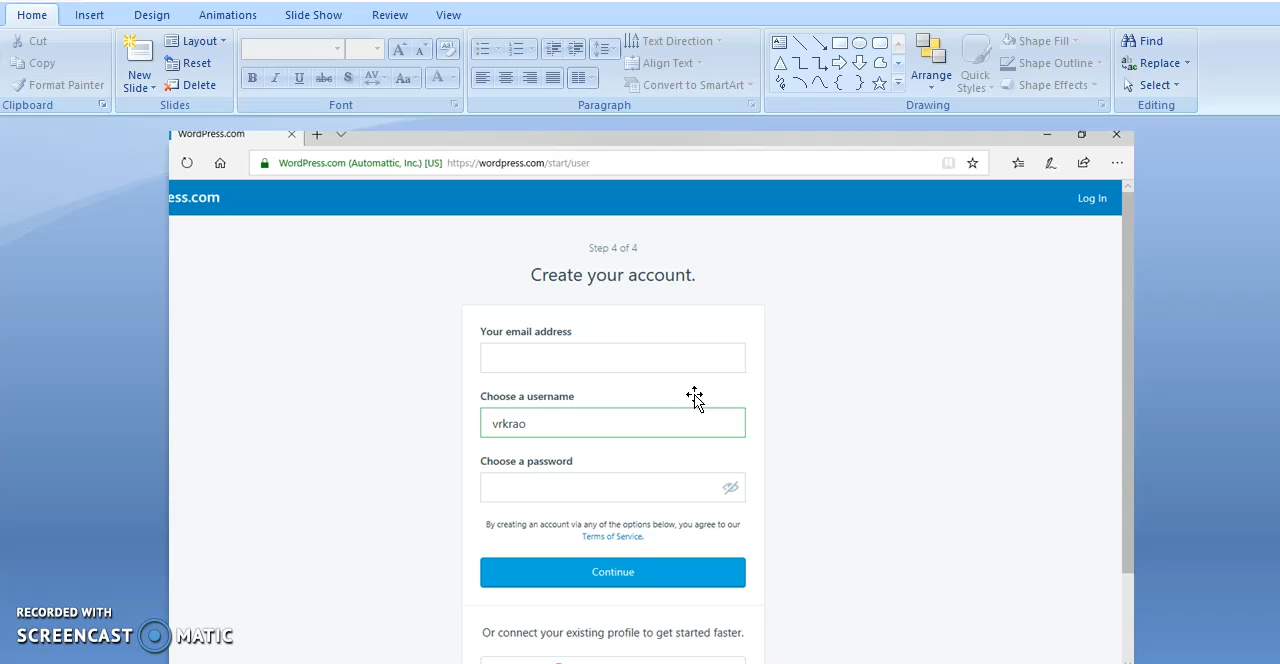 Home Insert Design Animations Slide Show Review View
Cut
Copy
Format Painter
Clipboard
New
Slide
Layout
Reset
Delete
Slides
B I U abc S AV Aa A
Font
Text Direction
Align Text
Convert to SmartArt
Paragraph
Arrange
Quick
Styles
Shape Fill
Shape Outline
Shape Effects
Drawing
Find
Replace
Select
Editing
WordPress.com
WordPress.com (Automattic, Inc.) [US] https://wordpress.com/start/user
ess.com
Log In
Step 4 of 4
Create your account.
Your email address
Choose a username
vrkrao
Choose a password
By creating an account via any of the options below, you agree to our
Terms of Service.
Continue
Or connect your existing profile to get started faster.
RECORDED WITH
SCREENCAST MATIC